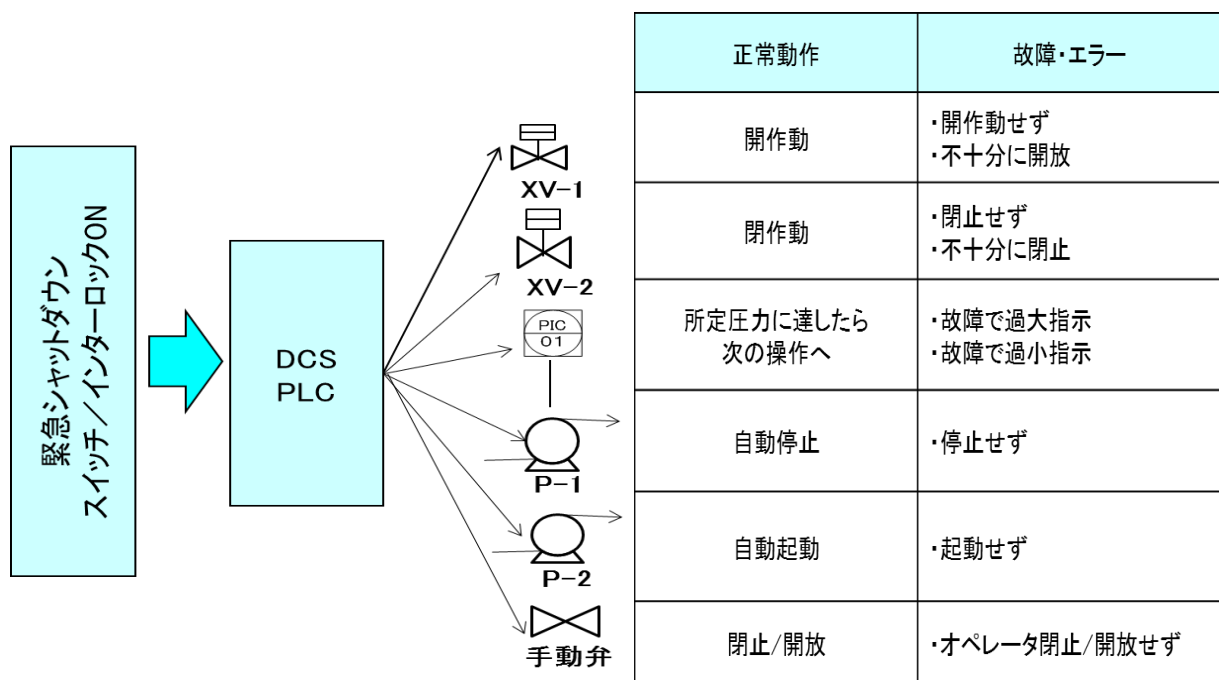 緊急シャットダウン
スイッチ／インターロックON
DCS
PLC
XV-1
XV-2
PIC
01
P-1
P-2
手動弁
正常動作
故障・エラー
開作動
・開作動せず
・不十分に開放
閉作動
・閉止せず
・不十分に閉止
所定圧力に達したら
次の操作へ
・故障で過大指示
・故障で過小指示
自動停止
・停止せず
自動起動
・起動せず
閉止/開放
・オペレータ閉止/開放せず